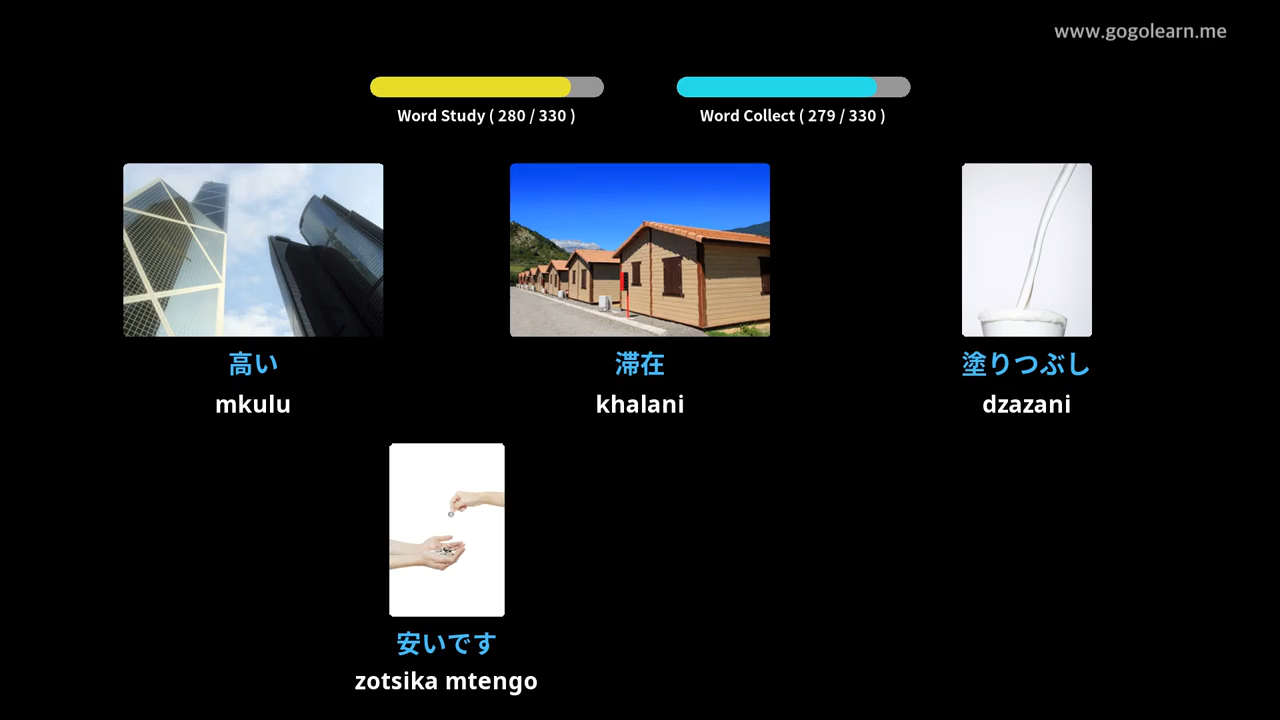 www.gogolearn.me
Word Study ( 280 / 330 )
Word Collect ( 279 / 330 )
高い
mkulu
滞在
khalani
塗りつぶし
dzazani
安いです
zotsika mtengo